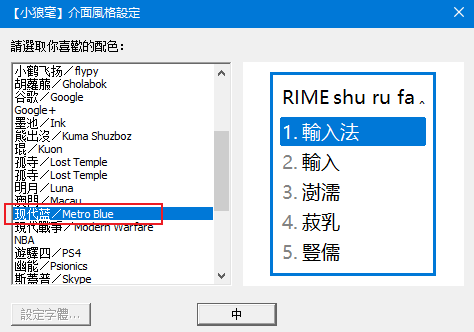 【小狼毫】介面風格設定
請選取你喜歡的配色：
小鹤飞扬／flypy
胡蘿蔔／Gholabok
谷歌／Google
Google+
墨池／Ink
熊出沒／Kuma Shuzboz
琨／Kuon
孤寺／Lost Temple
孤寺／Lost Temple
明月／Luna
澳門／Macau
现代蓝／Metro Blue
現代戰爭／Modern Warfare
NBA
遊驛四／PS4
幽能／Psionics
斯蓋普／Skype
RIME shu ru fa‸
1. 輸入法
2. 輸入
3. 澍濡
4. 菽乳
5. 豎儒
設定字體...
中